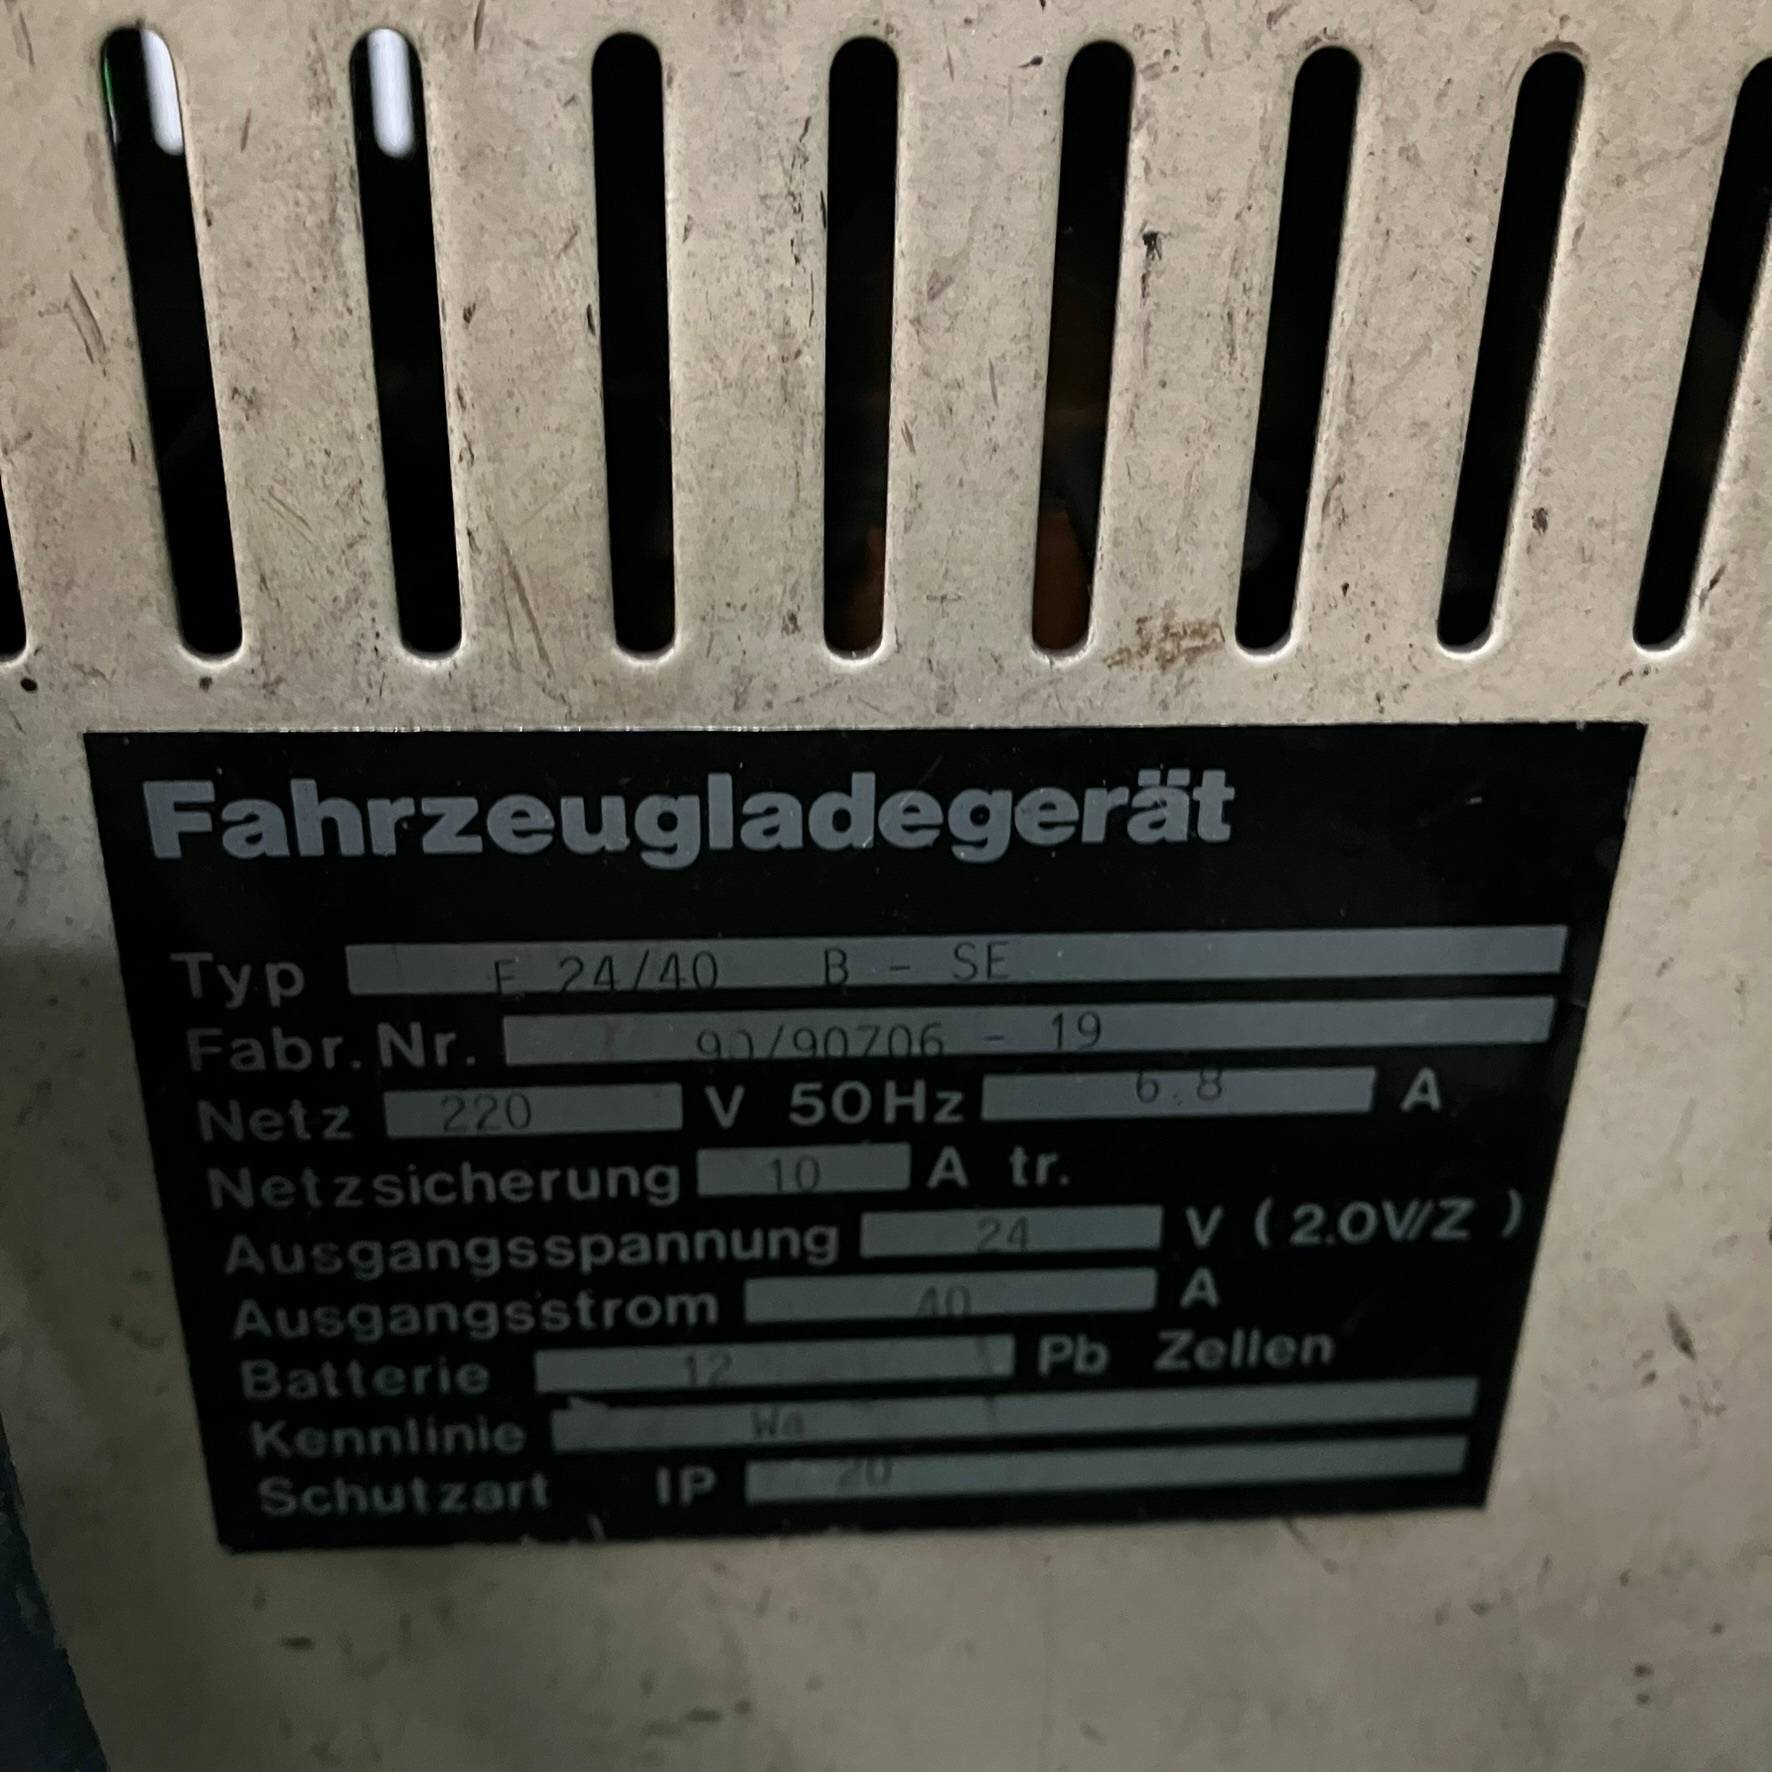 Fahrzeugladegerät
Typ E 24/40 B - SE
Fabr. Nr. 90/90706 - 19
Netz 220 V 50Hz 6.8 A
Netzsicherung 10 A tr.
Ausgangsspannung 24 V ( 2.0V/Z )
Ausgangsstrom 40 A
Batterie 12 Pb Zellen
Kennlinie Wa
Schutzart IP 20